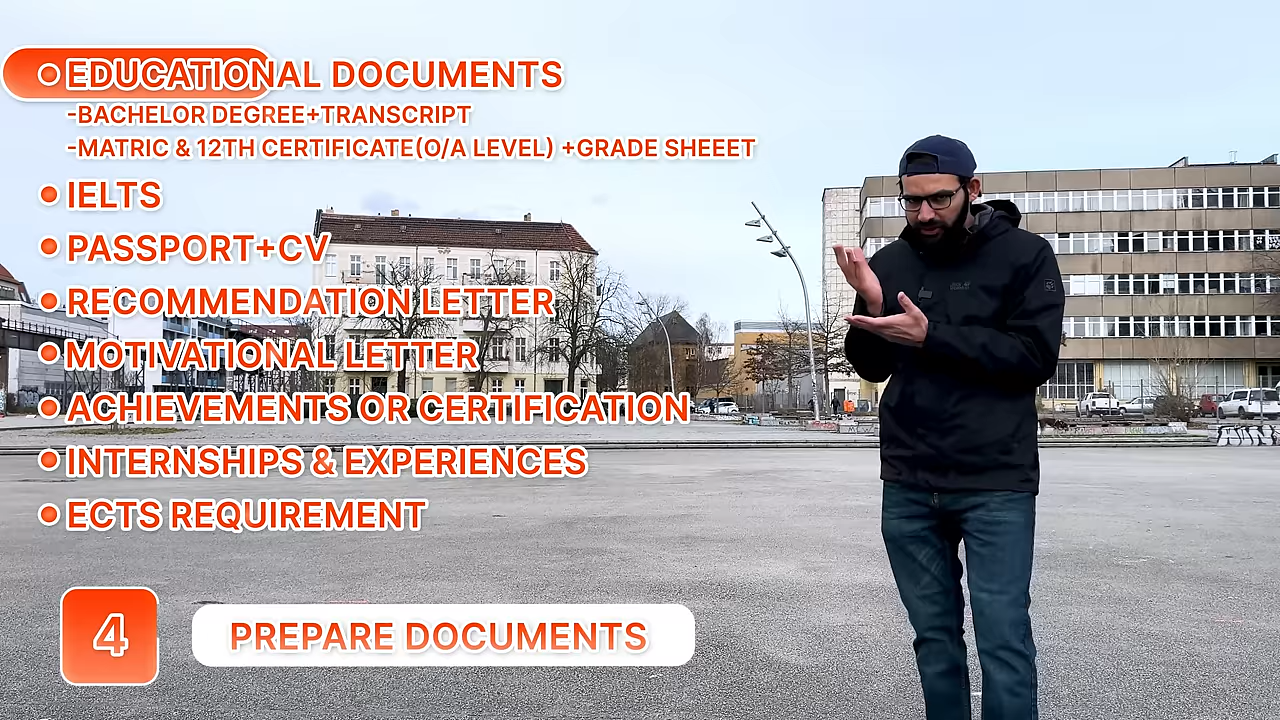 EDUCATIONAL DOCUMENTS
-BACHELOR DEGREE+TRANSCRIPT
-MATRIC & 12TH CERTIFICATE(O/A LEVEL) +GRADE SHEEET
IELTS
PASSPORT+CV
RECOMMENDATION LETTER
MOTIVATIONAL LETTER
ACHIEVEMENTS OR CERTIFICATION
INTERNSHIPS & EXPERIENCES
ECTS REQUIREMENT
4
PREPARE DOCUMENTS